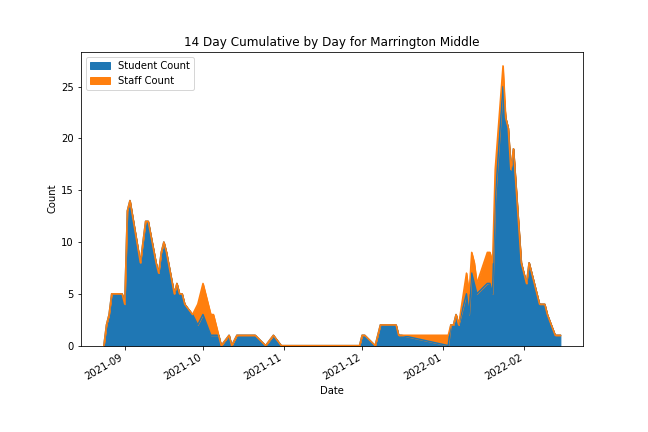 14 Day Cumulative by Day for Marrington Middle
Student Count
Staff Count
25
20
15
10
5
0
Count
2021-09
2021-10
2021-11
2021-12
2022-01
2022-02
Date